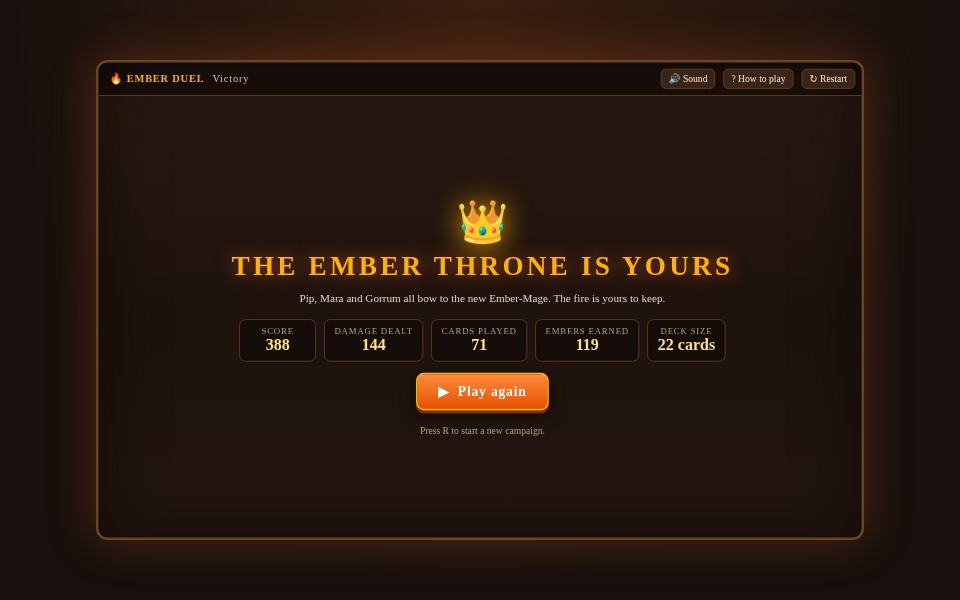 EMBER DUEL Victory
Sound ? How to play ↻ Restart
THE EMBER THRONE IS YOURS
Pip, Mara and Gorrum all bow to the new Ember-Mage. The fire is yours to keep.
SCORE DAMAGE DEALT CARDS PLAYED EMBERS EARNED DECK SIZE
388 144 71 119 22 cards
▶ Play again
Press R to start a new campaign.